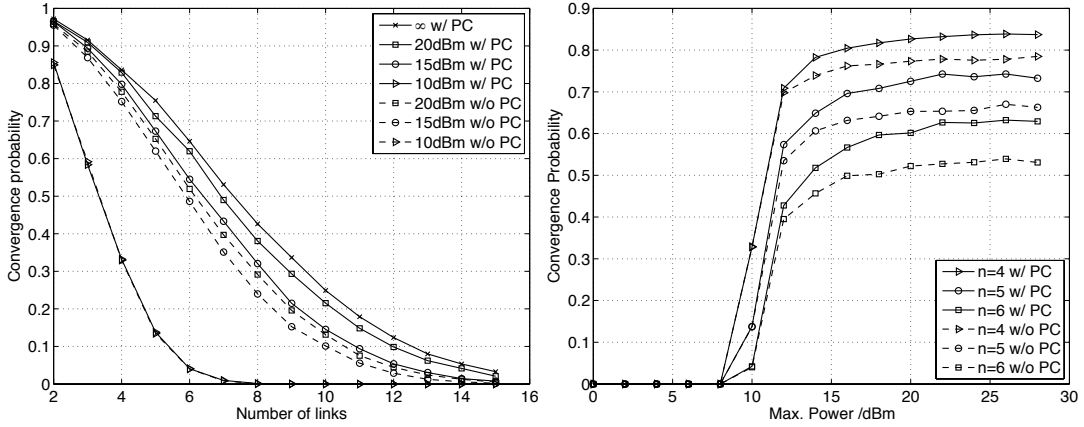 1
0.9
0.8
0.7
0.6
0.5
0.4
0.3
0.2
0.1
0
Convergence probability
∞ w/ PC
20dBm w/ PC
15dBm w/ PC
10dBm w/ PC
20dBm w/o PC
15dBm w/o PC
10dBm w/o PC
2 4 6 8 10 12 14 16
Number of links
0.9
0.8
0.7
0.6
0.5
0.4
0.3
0.2
0.1
0
Convergence Probability
n=4 w/ PC
n=5 w/ PC
n=6 w/ PC
n=4 w/o PC
n=5 w/o PC
n=6 w/o PC
0 5 10 15 20 25 30
Max. Power /dBm